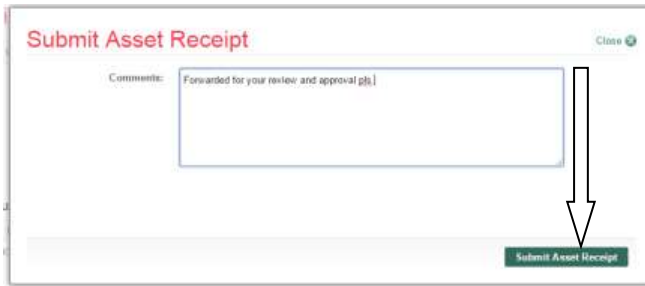 Submit Asset Receipt
Close
Comments:
Forwarded for your review and approval pls.
Submit Asset Receipt